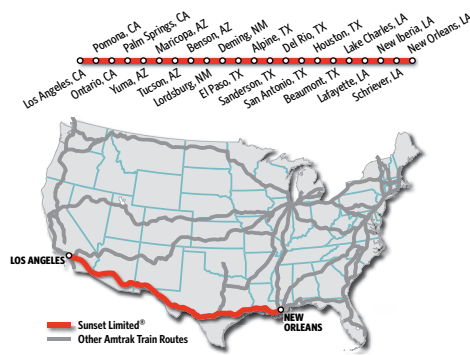 Pomona, CA
Palm Springs, CA
Maricopa, AZ
Benson, AZ
Deming, NM
Alpine, TX
Del Rio, TX
Houston, TX
Lake Charles, LA
New Iberia, LA
New Orleans, LA
Los Angeles, CA
Ontario, CA
Yuma, AZ
Tucson, AZ
Lordsburg, NM
El Paso, TX
Sanderson, TX
San Antonio, TX
Beaumont, TX
Lafayette, LA
Schriever, LA
LOS ANGELES
NEW
ORLEANS
Sunset Limited®
Other Amtrak Train Routes